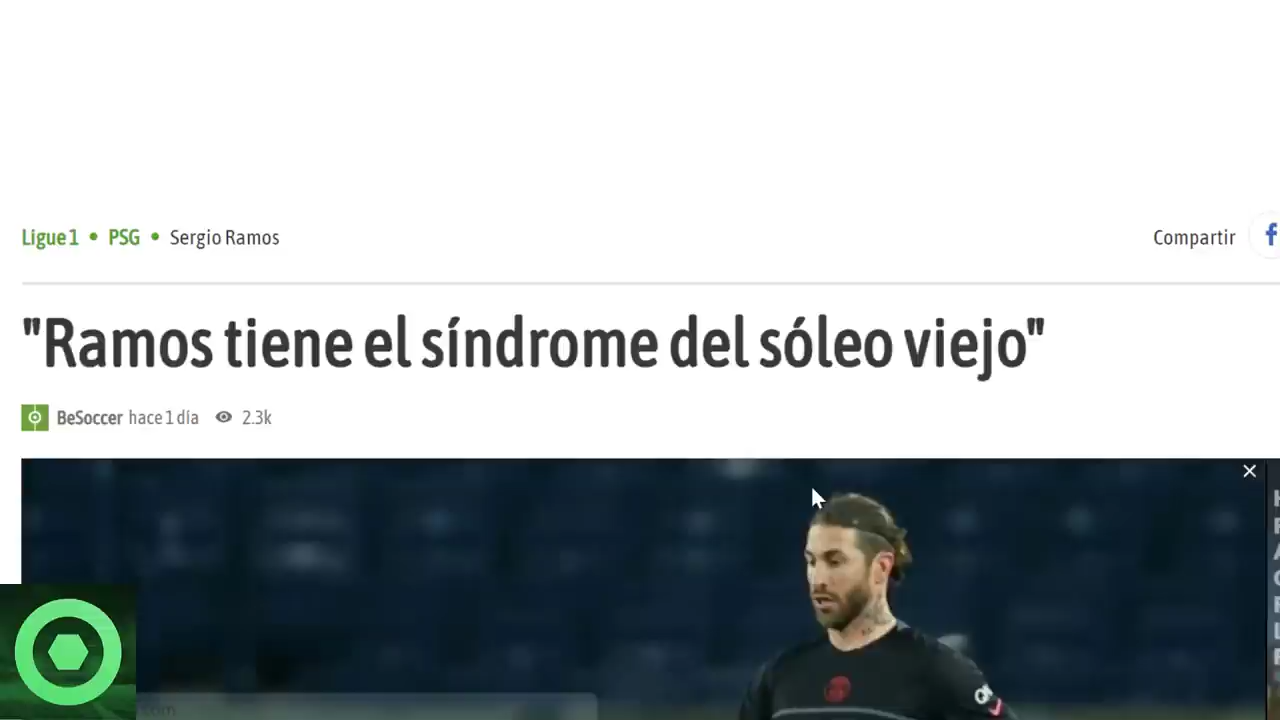 Ligue 1 • PSG • Sergio Ramos
Compartir
"Ramos tiene el síndrome del sóleo viejo"
BeSoccer hace 1 día 2.3k